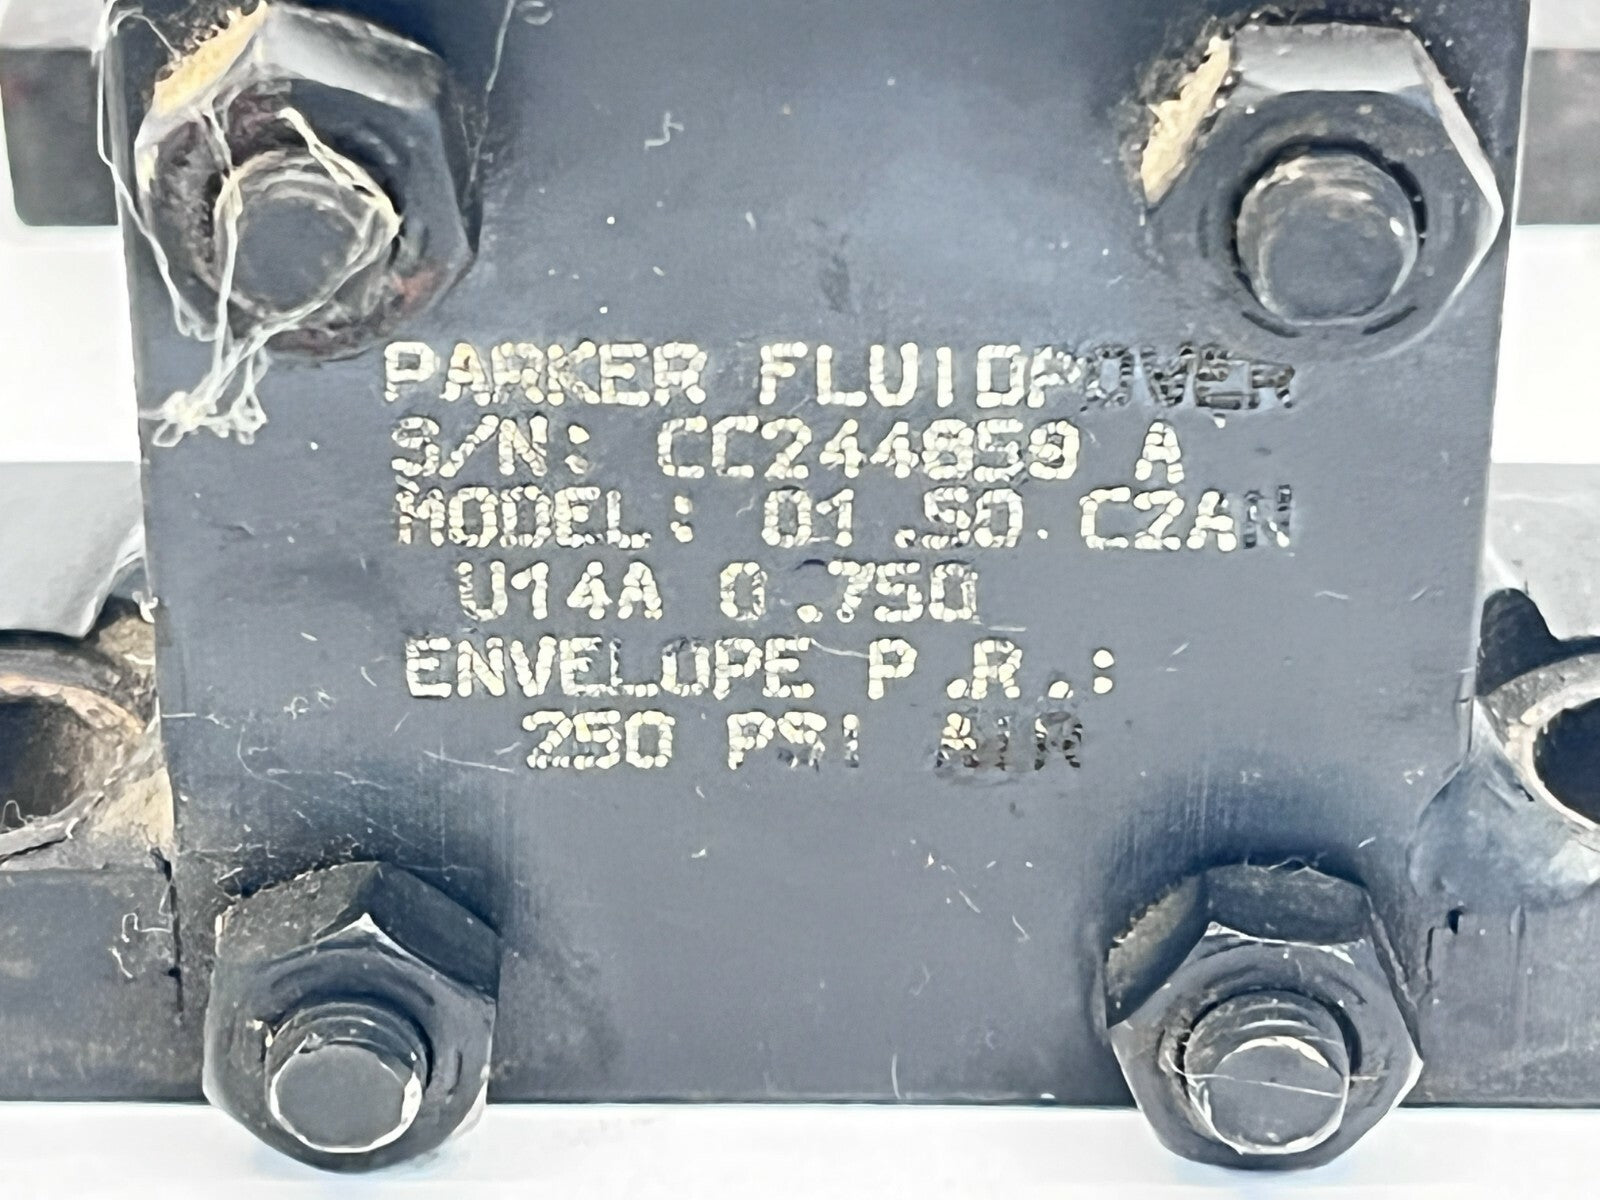 PARKER FLUIDPOWER
S/N: CC244859 A
MODEL: 01.50 C2AN
U14A 0.750
ENVELOPE P.R.:
250 PSI AIR